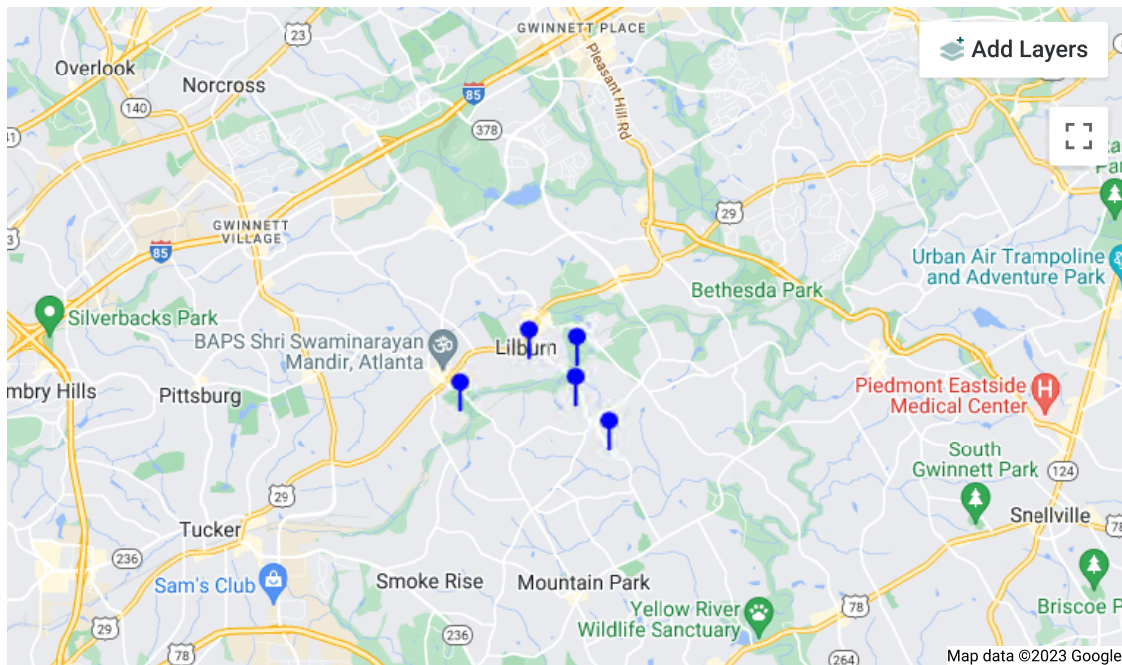 GWINNETT PLACE
23
Add Layers
Overlook
Norcross
85
Pleasant Hill Rd
140
378
41
29
GWINNETT
VILLAGE
85
Urban Air Trampoline
and Adventure Park
Bethesda Park
Silverbacks Park
BAPS Shri Swaminarayan
Mandir, Atlanta
Lilburn
mbry Hills
Pittsburg
Piedmont Eastside
Medical Center
South
Gwinnett Park
124
29
Tucker
Snellville
78
236
Sam's Club
Smoke Rise
Mountain Park
Yellow River
Wildlife Sanctuary
78
Briscoe P
29
236
78
264
Map data ©2023 Google